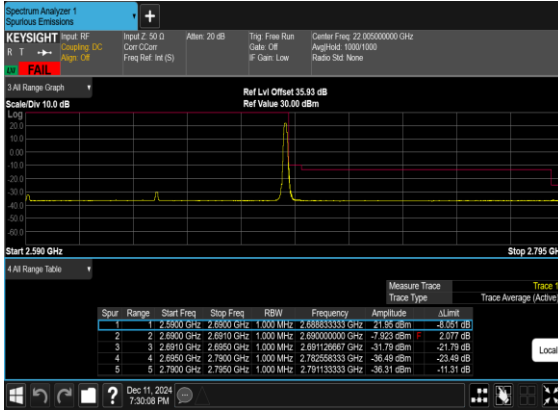 Spectrum Analyzer 1
Spurious Emissions
+
KEYSIGHT Input: RF Input Z: 50 Ω Atten: 20 dB Trig: Free Run Center Freq: 22.005000000 GHz
R T Coupling: DC Corr CCorr Gate: Off Avg|Hold: 1000/1000
Align: Off Freq Ref: Int (S) IF Gain: Low Radio Std: None
FAIL
3 All Range Graph Ref Lvl Offset 35.93 dB
Scale/Div 10.0 dB Ref Value 30.00 dBm
Log
20.0
10.0
0.00
-10.0
-20.0
-30.0
-40.0
-50.0
-60.0
Start 2.590 GHz Stop 2.795 GH
4 All Range Table
Measure Trace Trace 1
Trace Type Trace Average (Active)
Spur Range Start Freq Stop Freq RBW Frequency Amplitude ΔLimit
1 1 2.5900 GHz 2.6900 GHz 1.000 MHz 2.688833333 GHz 21.95 dBm -8.051 dB
2 2 2.6900 GHz 2.6910 GHz 1.000 MHz 2.690000000 GHz -7.923 dBm F 2.077 dB
3 3 2.6910 GHz 2.6950 GHz 1.000 MHz 2.691126667 GHz -31.79 dBm -21.79 dB
4 4 2.6950 GHz 2.7900 GHz 1.000 MHz 2.782558333 GHz -36.49 dBm -23.49 dB
5 5 2.7900 GHz 2.7950 GHz 1.000 MHz 2.791133333 GHz -36.31 dBm -11.31 dB
Local
? Dec 11, 2024
7:30:08 PM